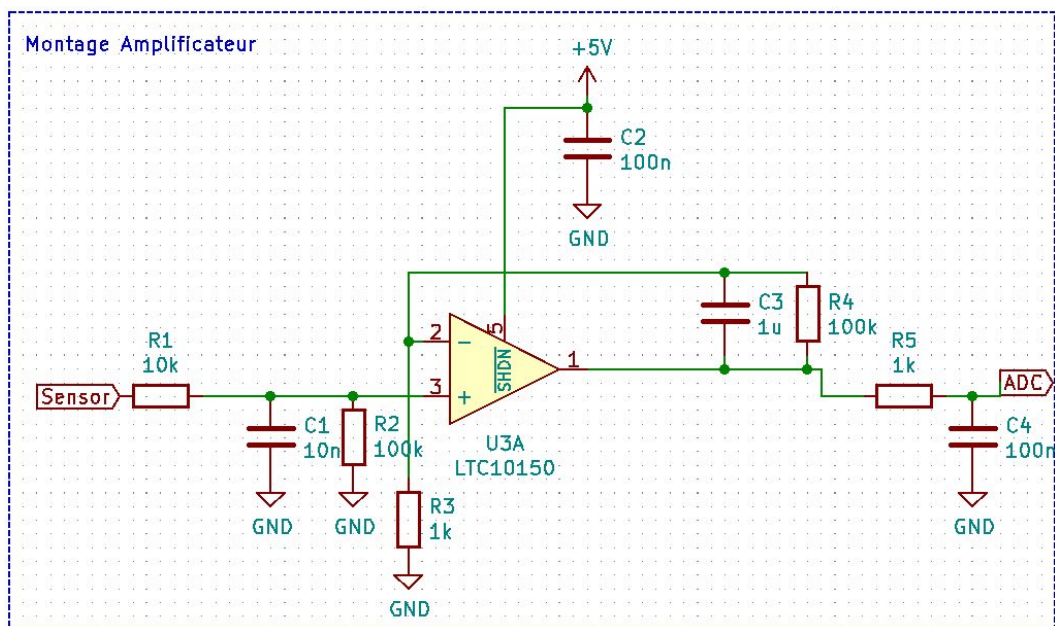 Montage Amplificateur
+5V
C2
100n
GND
C3
1u
R4
100k
R1
10k
2
−
5
SHDN
1
R5
1k
Sensor
3
+
ADC
C1
10n
R2
100k
U3A
LTC10150
C4
100n
GND
GND
R3
1k
GND
GND